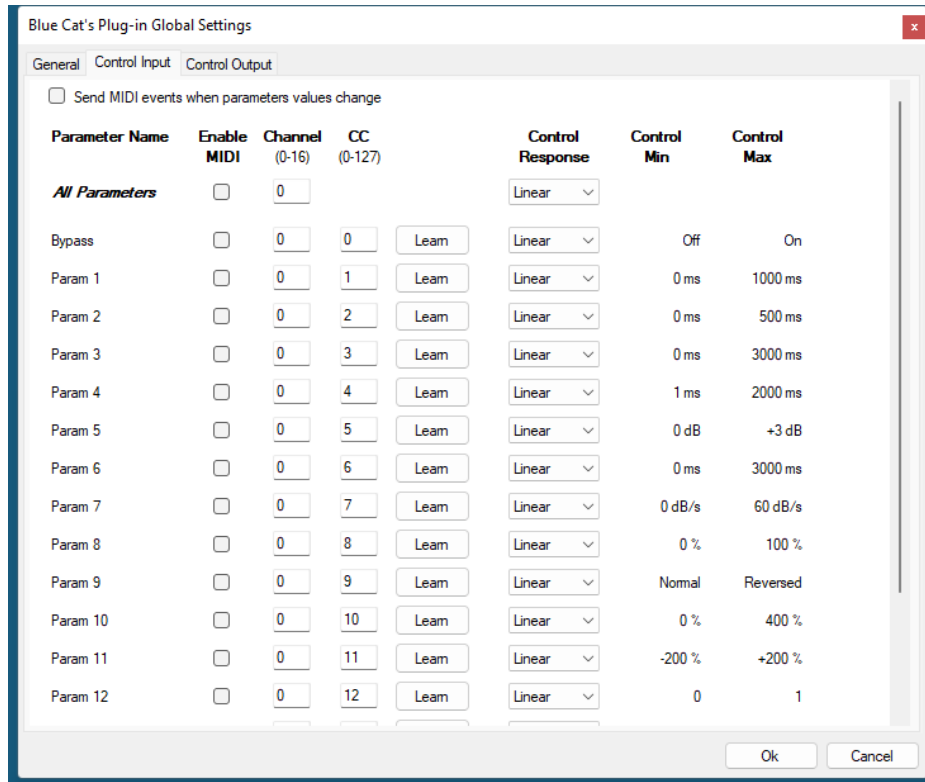 Blue Cat's Plug-in Global Settings
x
General Control Input Control Output
Send MIDI events when parameters values change
Parameter Name Enable MIDI Channel (0-16) CC (0-127) Control Response Control Min Control Max
All Parameters 0 Linear
Bypass 0 0 Learn Linear Off On
Param 1 0 1 Learn Linear 0 ms 1000 ms
Param 2 0 2 Learn Linear 0 ms 500 ms
Param 3 0 3 Learn Linear 0 ms 3000 ms
Param 4 0 4 Learn Linear 1 ms 2000 ms
Param 5 0 5 Learn Linear 0 dB +3 dB
Param 6 0 6 Learn Linear 0 ms 3000 ms
Param 7 0 7 Learn Linear 0 dB/s 60 dB/s
Param 8 0 8 Learn Linear 0 % 100 %
Param 9 0 9 Learn Linear Normal Reversed
Param 10 0 10 Learn Linear 0 % 400 %
Param 11 0 11 Learn Linear -200 % +200 %
Param 12 0 12 Learn Linear 0 1
Ok Cancel